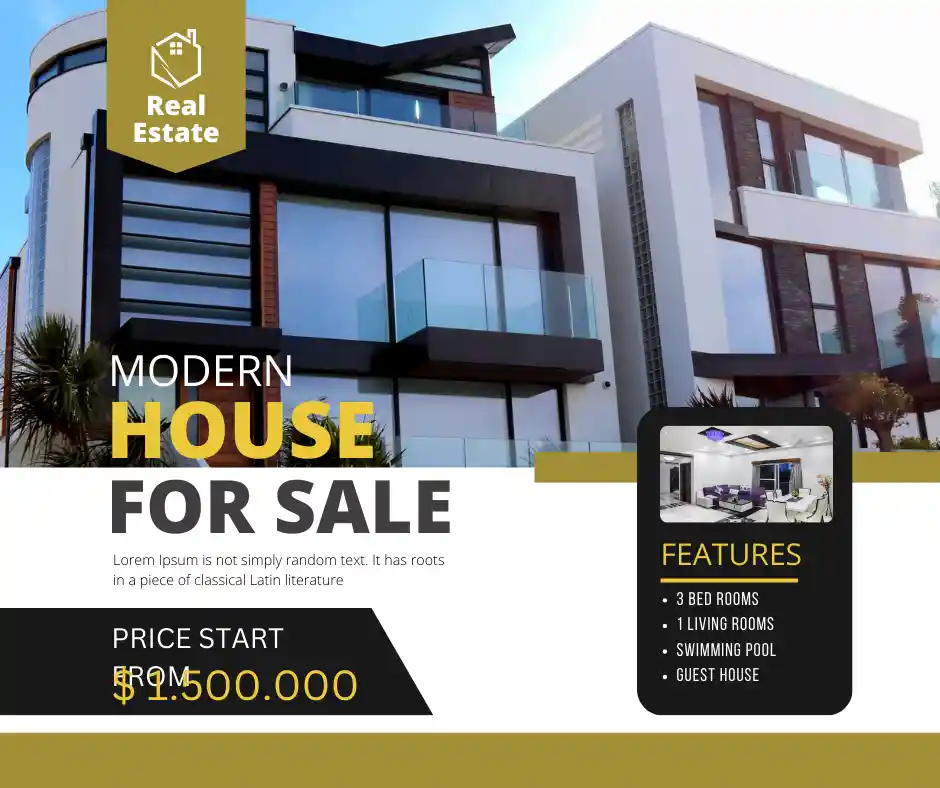 Real
Estate
MODERN
HOUSE
FOR SALE
Lorem Ipsum is not simply random text. It has roots
in a piece of classical Latin literature
PRICE START
FROM
$ 1.500.000
FEATURES
• 3 BED ROOMS
• 1 LIVING ROOMS
• SWIMMING POOL
• GUEST HOUSE